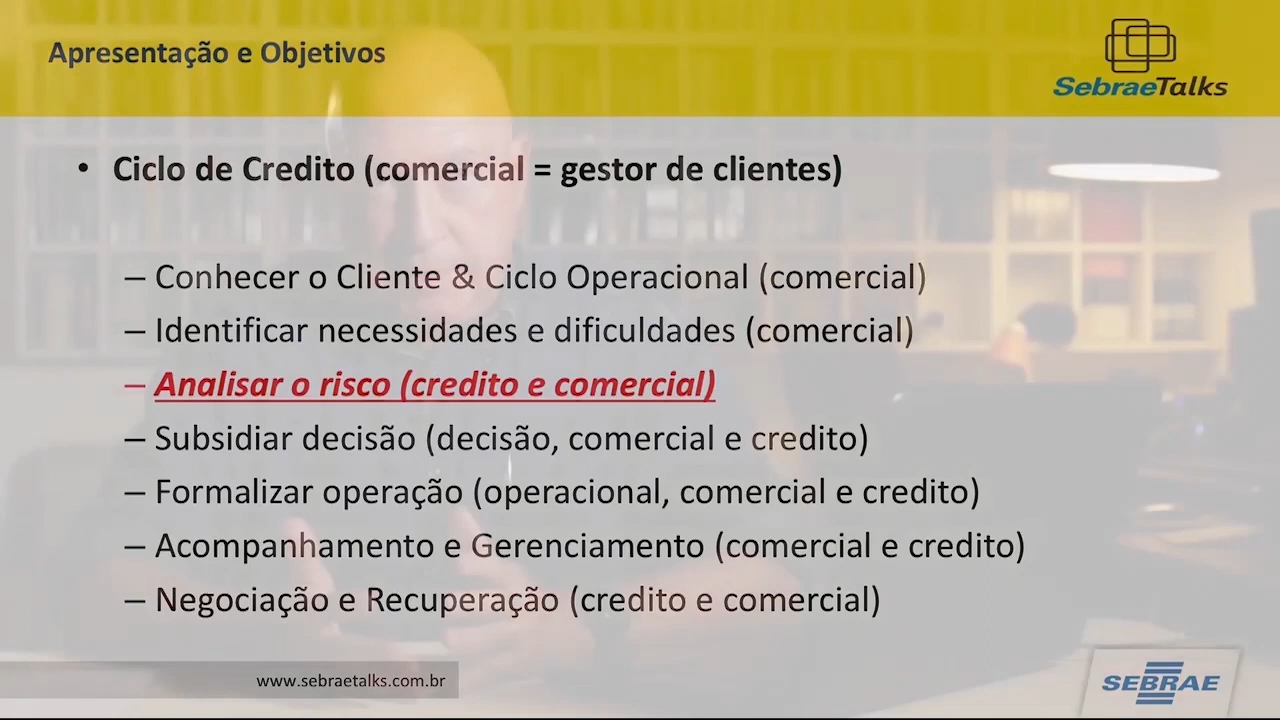 Apresentação e Objetivos
SebraeTalks
• Ciclo de Credito (comercial = gestor de clientes)
– Conhecer o Cliente & Ciclo Operacional (comercial)
– Identificar necessidades e dificuldades (comercial)
– Analisar o risco (credito e comercial)
– Subsidiar decisão (decisão, comercial e credito)
– Formalizar operação (operacional, comercial e credito)
– Acompanhamento e Gerenciamento (comercial e credito)
– Negociação e Recuperação (credito e comercial)
www.sebraetalks.com.br
SEBRAE